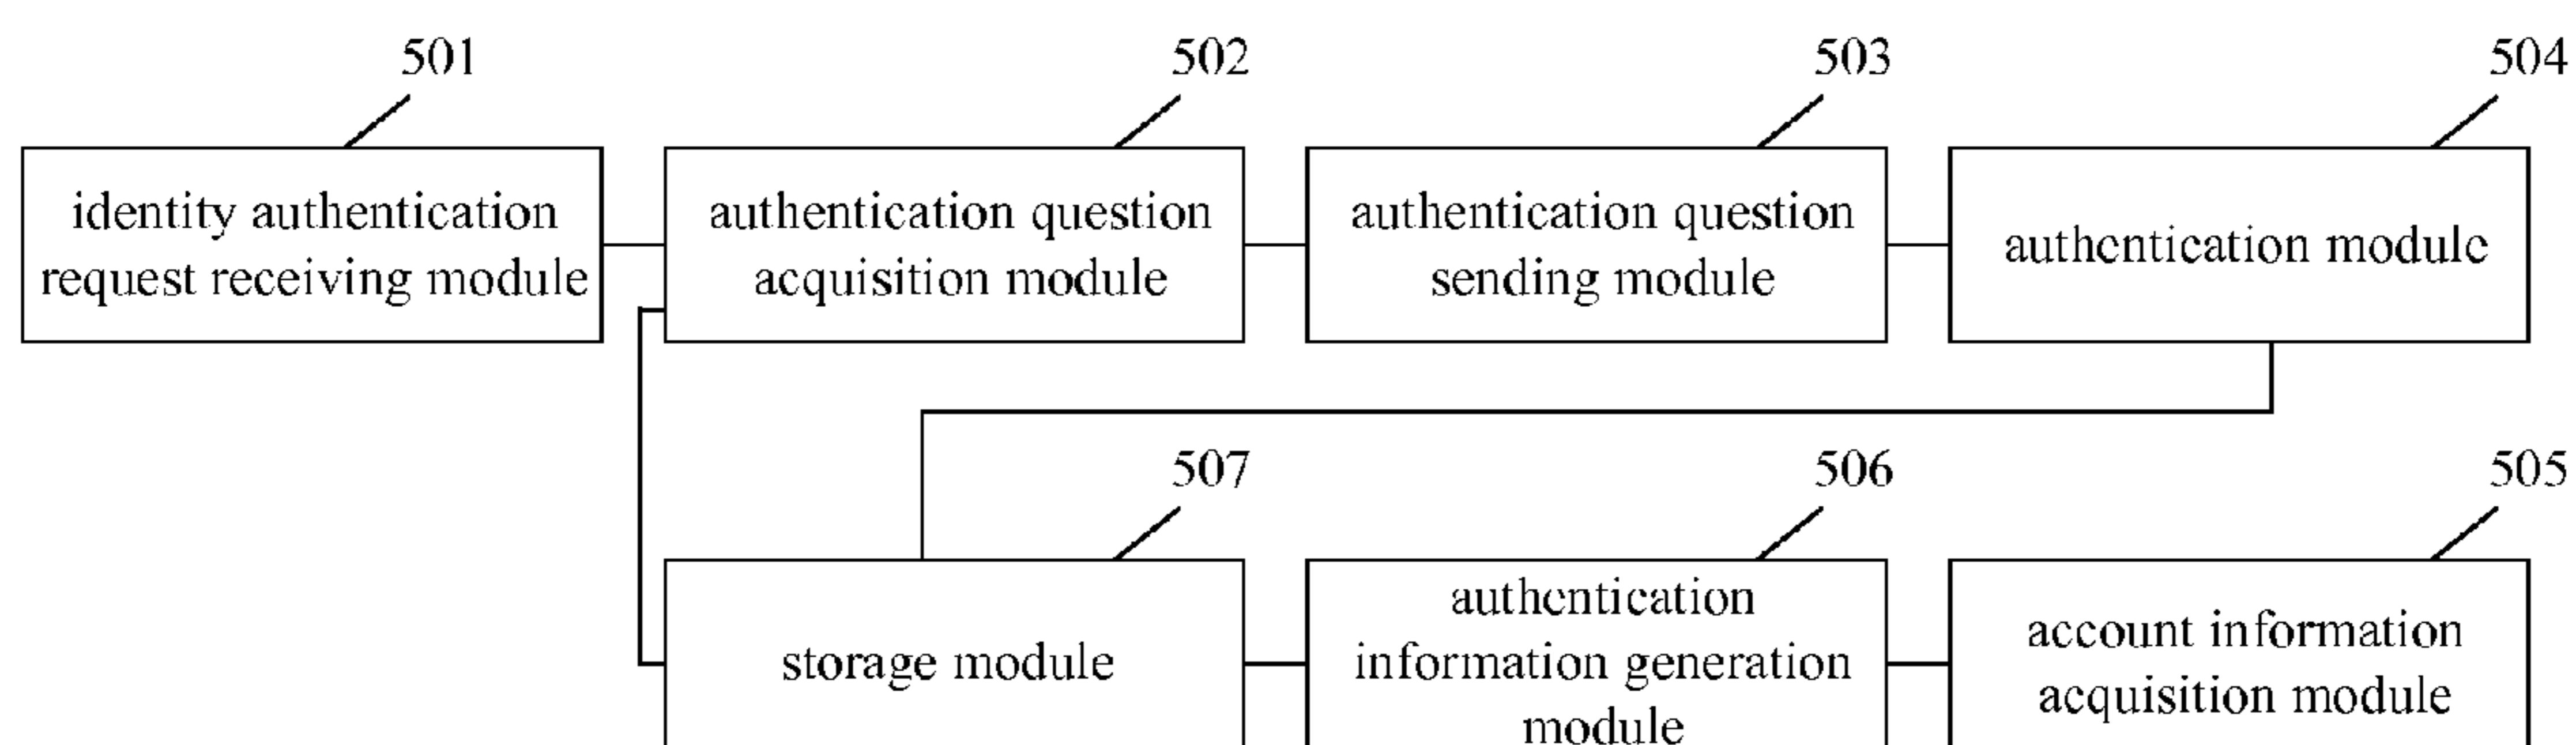 501
502
503
504
identity authentication
request receiving module
authentication question
acquisition module
authentication question
sending module
authentication module
507
506
505
storage module
authentication
information generation
module
account information
acquisition module